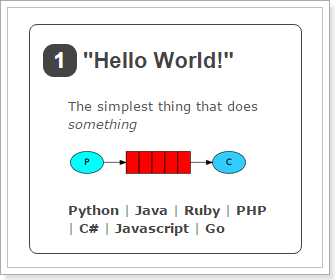 1 "Hello World!"
The simplest thing that does
something
P C
Python | Java | Ruby | PHP
| C# | Javascript | Go